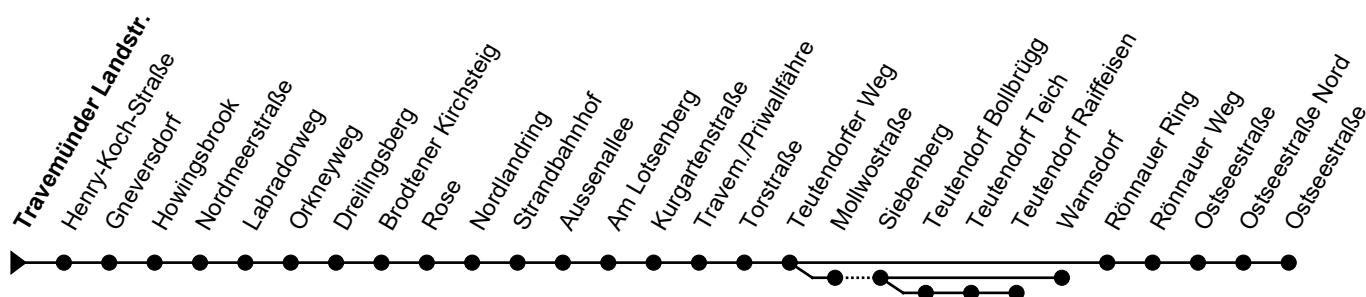 Travemünder Landstr.
Henry-Koch-Straße
Gneversdorf
Howingsbrook
Nordmeerstraße
Labradorweg
Orkneyweg
Dreilingsberg
Brodtener Kirchsteig
Rose
Nordlandring
Strandbahnhof
Aussenallee
Am Lotsenberg
Kurgartenstraße
Travem./Priwallfähre
Torstraße
Teutendorfer Weg
Mollwostraße
Siebenberg
Teutendorf Bollbrügg
Teutendorf Teich
Teutendorf Raiffeisen
Warnsdorf
Rönnauer Ring
Rönnauer Weg
Ostseestraße
Ostseestraße Nord
Ostseestraße